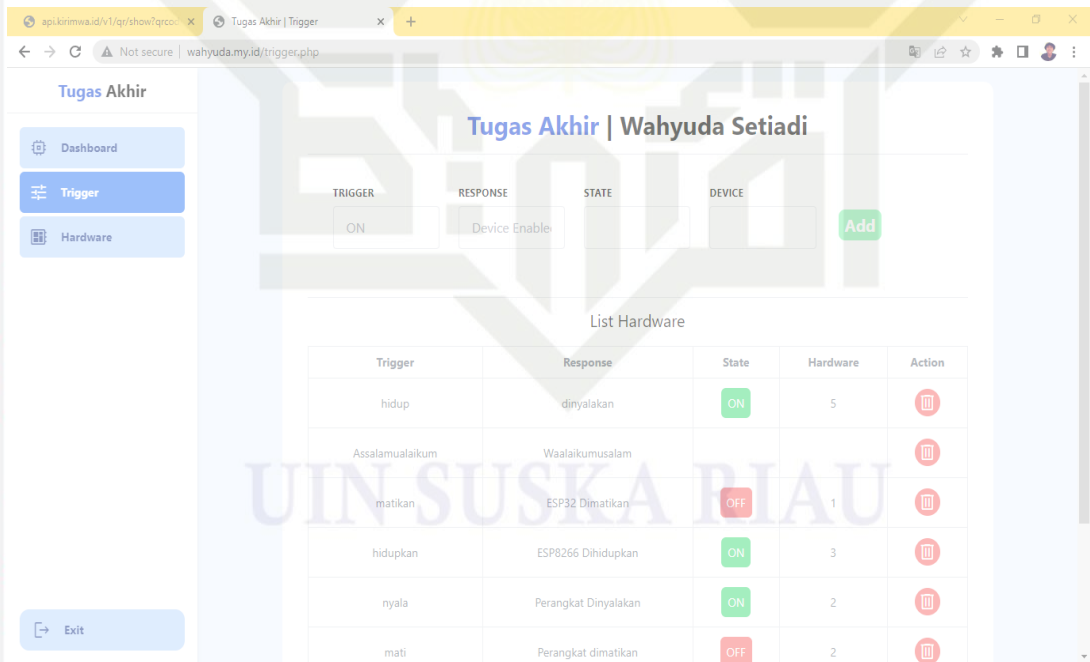 api.kirimwa.id/v1/qr/show?qrcod
Tugas Akhir | Trigger
Not secure | wahyuda.my.id/trigger.php
Tugas Akhir
Dashboard
Trigger
Hardware
Exit
Tugas Akhir | Wahyuda Setiadi
TRIGGER RESPONSE STATE DEVICE
ON Device Enable Add
List Hardware
Trigger Response State Hardware Action
hidup dinyalakan ON 5
Assalamualaikum Waalaikumusalam
matikan ESP32 Dimatikan OFF 1
hidupkan ESP8266 Dihidupkan ON 3
nyala Perangkat Dinyalakan ON 2
mati Perangkat dimatikan OFF 2
UIN SUSKA RIAU